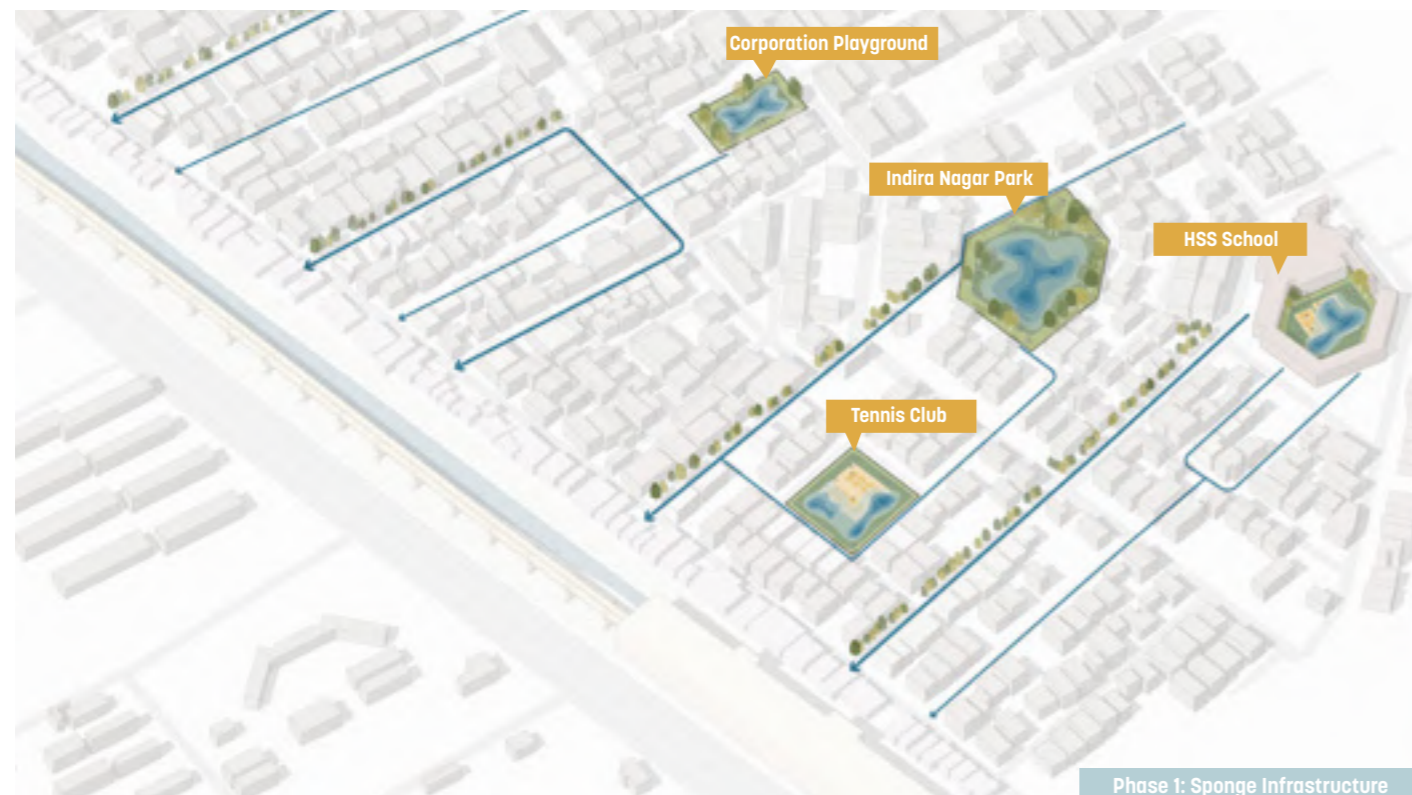 Corporation Playground
Indira Nagar Park
HSS School
Tennis Club
Phase 1: Sponge Infrastructure